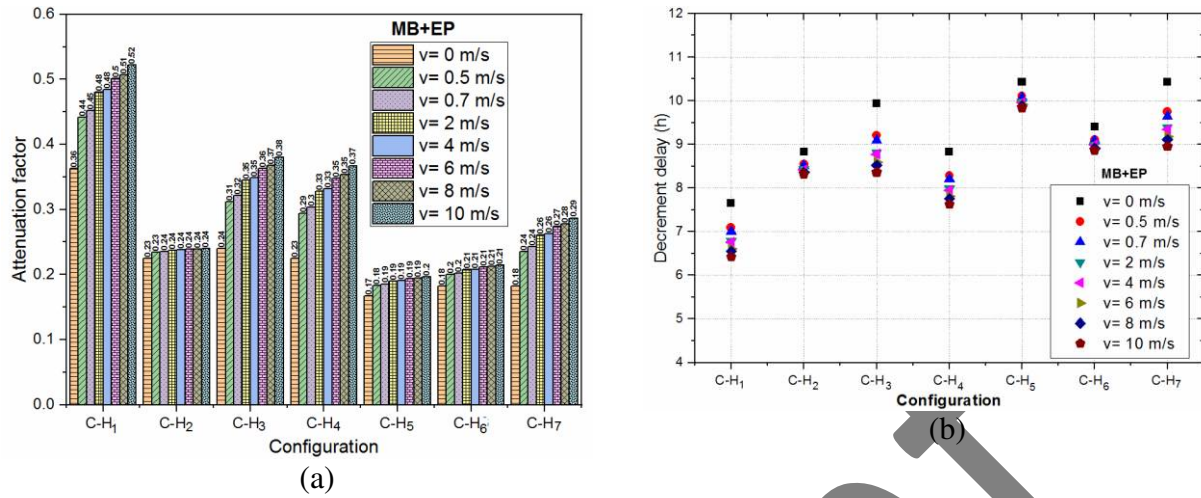 0.6
0.5
0.4
0.3
0.2
0.1
0.0
Attenuation factor
MB+EP
v= 0 m/s
v= 0.5 m/s
v= 0.7 m/s
v= 2 m/s
v= 4 m/s
v= 6 m/s
v= 8 m/s
v= 10 m/s
0.36 0.44 0.45 0.48 0.48 0.5 0.51 0.52
0.23 0.23 0.24 0.24 0.24 0.24 0.24 0.24
0.24 0.31 0.32 0.35 0.35 0.36 0.37 0.38
0.23 0.29 0.3 0.33 0.33 0.35 0.35 0.37
0.17 0.18 0.19 0.19 0.19 0.19 0.19 0.2
0.18 0.2 0.2 0.21 0.21 0.21 0.21 0.21
0.18 0.24 0.24 0.26 0.26 0.27 0.28 0.29
C-H1 C-H2 C-H3 C-H4 C-H5 C-H6 C-H7
Configuration
(a)
12
11
10
9
8
7
6
5
4
Decrement delay (h)
MB+EP
v= 0 m/s
v= 0.5 m/s
v= 0.7 m/s
v= 2 m/s
v= 4 m/s
v= 6 m/s
v= 8 m/s
v= 10 m/s
C-H1 C-H2 C-H3 C-H4 C-H5 C-H6 C-H7
Configuration
(b)